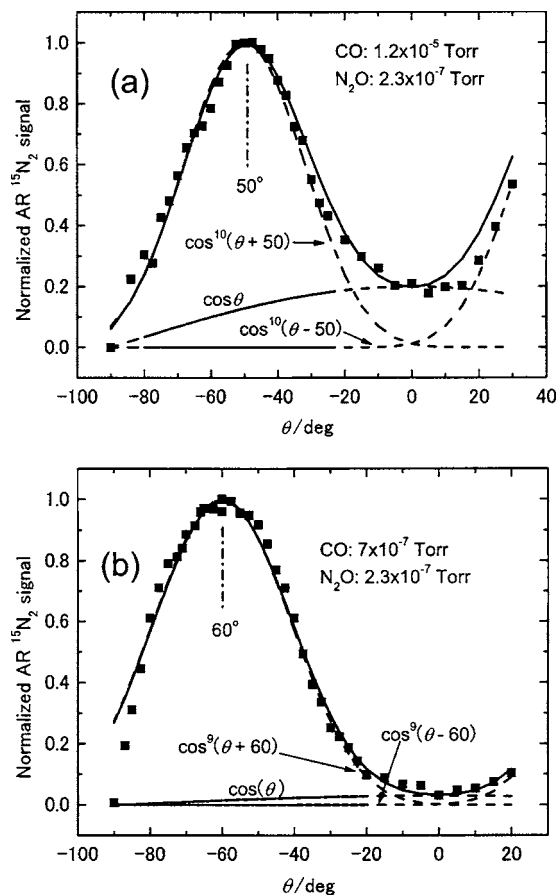 (a)
CO: 1.2x10⁻⁵ Torr
N₂O: 2.3x10⁻⁷ Torr
Normalized AR ¹⁵N₂ signal
1.0
0.8
0.6
0.4
0.2
0.0
50°
cos¹⁰(θ + 50)
cosθ
cos¹⁰(θ - 50)
-100 -80 -60 -40 -20 0 20 40
θ/deg
(b)
CO: 7x10⁻⁷ Torr
N₂O: 2.3x10⁻⁷ Torr
Normalized AR ¹⁵N₂ signal
1.0
0.8
0.6
0.4
0.2
0.0
60°
cos⁹(θ + 60)
cos⁹(θ - 60)
cos(θ)
-100 -80 -60 -40 -20 0 20
θ/deg